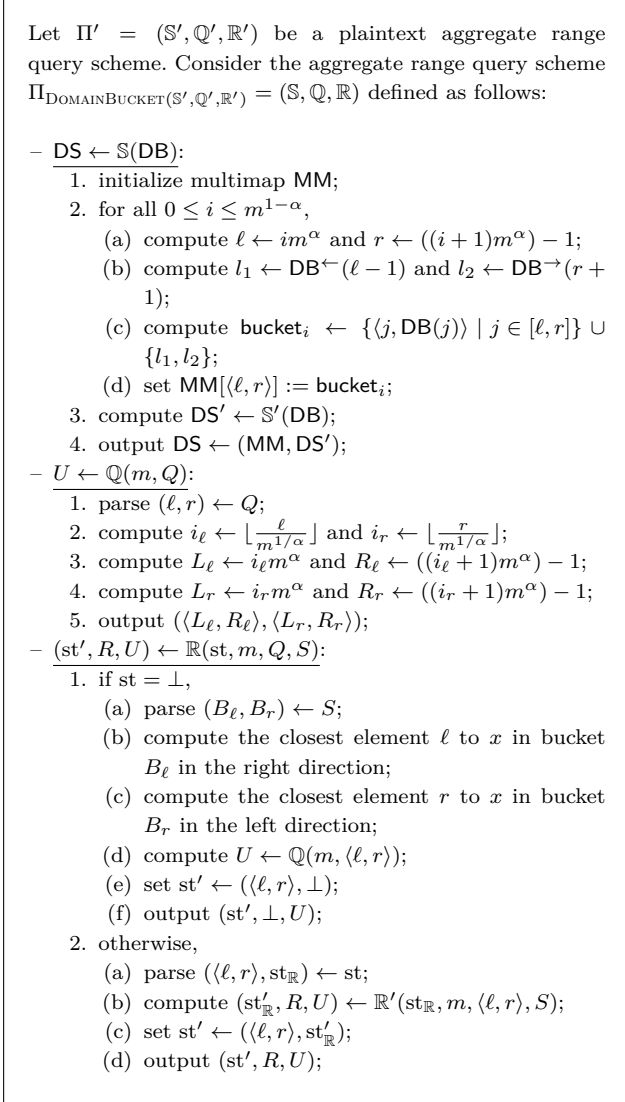 Let Π′ = (𝕊′, ℚ′, ℝ′) be a plaintext aggregate range
query scheme. Consider the aggregate range query scheme
Π_DomainBucket(𝕊′,ℚ′,ℝ′) = (𝕊, ℚ, ℝ) defined as follows:
– DS ← 𝕊(DB):
1. initialize multimap MM;
2. for all 0 ≤ i ≤ m^{1−α},
(a) compute ℓ ← im^α and r ← ((i + 1)m^α) − 1;
(b) compute l₁ ← DB^←(ℓ − 1) and l₂ ← DB^→(r +
1);
(c) compute bucket_i ← {⟨j, DB(j)⟩ | j ∈ [ℓ, r]} ∪
{l₁, l₂};
(d) set MM[⟨ℓ, r⟩] := bucket_i;
3. compute DS′ ← 𝕊′(DB);
4. output DS ← (MM, DS′);
– U ← ℚ(m, Q):
1. parse (ℓ, r) ← Q;
2. compute i_ℓ ← ⌊ℓ/m^{1/α}⌋ and i_r ← ⌊r/m^{1/α}⌋;
3. compute L_ℓ ← i_ℓm^α and R_ℓ ← ((i_ℓ + 1)m^α) − 1;
4. compute L_r ← i_rm^α and R_r ← ((i_r + 1)m^α) − 1;
5. output (⟨L_ℓ, R_ℓ⟩, ⟨L_r, R_r⟩);
– (st′, R, U) ← ℝ(st, m, Q, S):
1. if st = ⊥,
(a) parse (B_ℓ, B_r) ← S;
(b) compute the closest element ℓ to x in bucket
B_ℓ in the right direction;
(c) compute the closest element r to x in bucket
B_r in the left direction;
(d) compute U ← ℚ(m, ⟨ℓ, r⟩);
(e) set st′ ← (⟨ℓ, r⟩, ⊥);
(f) output (st′, ⊥, U);
2. otherwise,
(a) parse (⟨ℓ, r⟩, st_ℝ) ← st;
(b) compute (st′_ℝ, R, U) ← ℝ′(st_ℝ, m, ⟨ℓ, r⟩, S);
(c) set st′ ← (⟨ℓ, r⟩, st′_ℝ);
(d) output (st′, R, U);